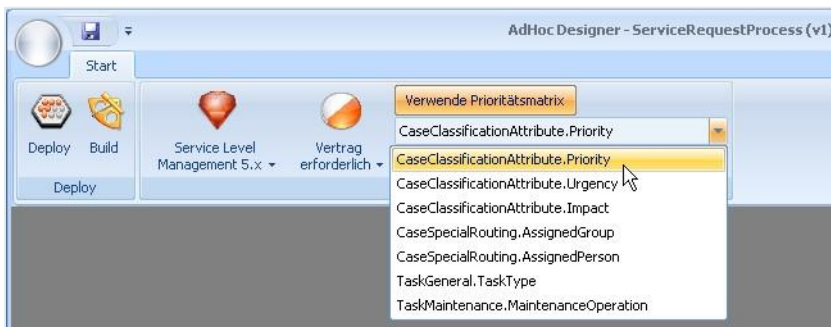 AdHoc Designer - ServiceRequestProcess (v1)
Start
Verwende Prioritätsmatrix
CaseClassificationAttribute.Priority
Deploy
Build
Service Level
Management 5.x
Vertrag
erforderlich
Deploy
CaseClassificationAttribute.Priority
CaseClassificationAttribute.Urgency
CaseClassificationAttribute.Impact
CaseSpecialRouting.AssignedGroup
CaseSpecialRouting.AssignedPerson
TaskGeneral.TaskType
TaskMaintenance.MaintenanceOperation